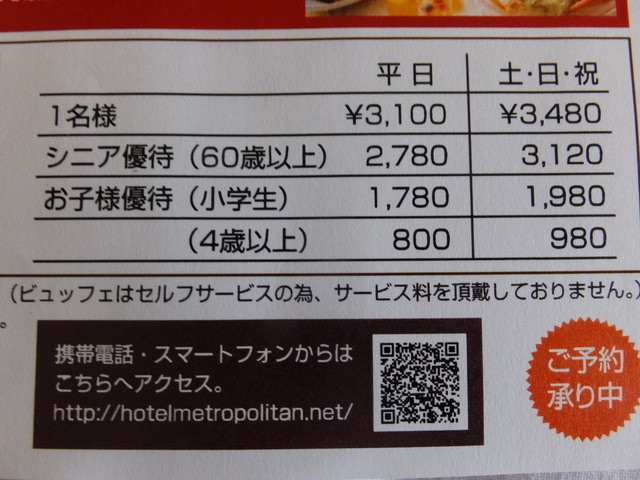 平日 土・日・祝
1名様 ¥3,100 ¥3,480
シニア優待（60歳以上） 2,780 3,120
お子様優待（小学生） 1,780 1,980
（4歳以上） 800 980
（ビュッフェはセルフサービスの為、サービス料を頂戴しておりません。）
。
携帯電話・スマートフォンからは
こちらへアクセス。
http://hotelmetropolitan.net/
ご予約
承り中